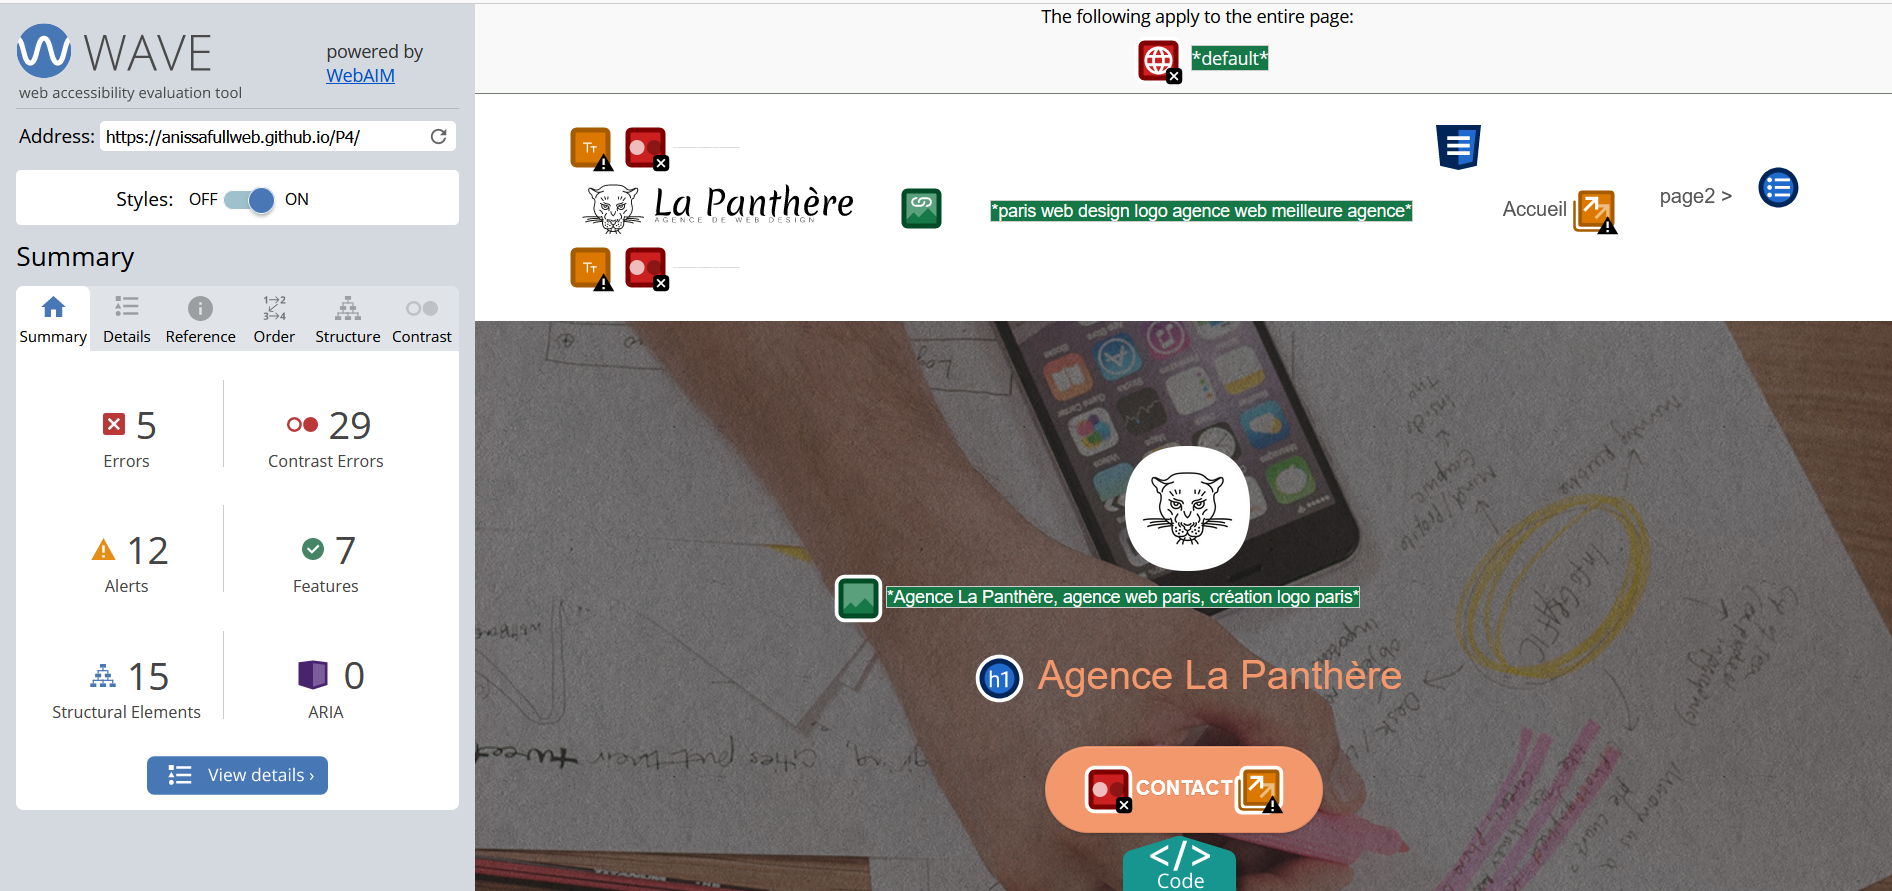 WAVE
powered by
WebAIM
web accessibility evaluation tool
Address: https://anissafullweb.github.io/P4/
Styles: OFF ON
Summary
Summary Details Reference Order Structure Contrast
5
Errors
29
Contrast Errors
12
Alerts
7
Features
15
Structural Elements
0
ARIA
View details ›
The following apply to the entire page:
*default*
La Panthère
AGENCE DE WEB DESIGN
*paris web design logo agence web meilleure agence*
Accueil
page2 >
*Agence La Panthère, agence web paris, création logo paris*
h1 Agence La Panthère
CONTACT
</>
Code